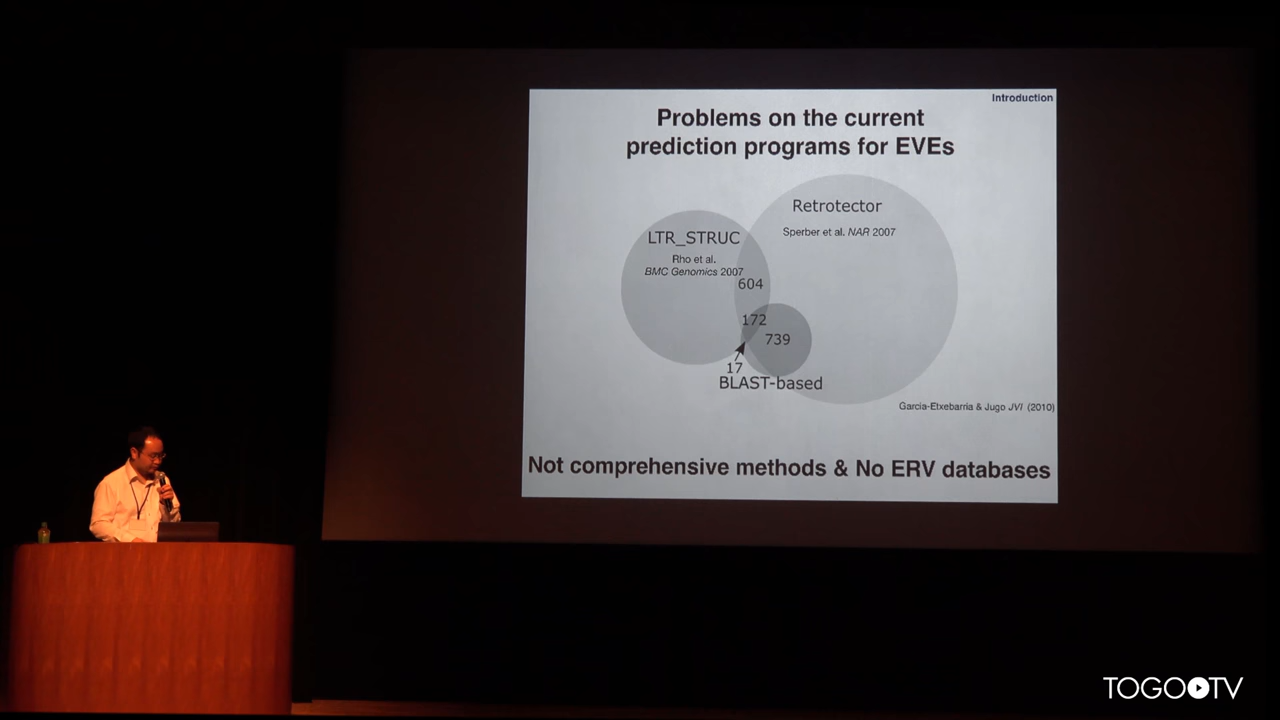 Introduction
Problems on the current
prediction programs for EVEs
Retrotector
Sperber et al. NAR 2007
LTR_STRUC
Rho et al.
BMC Genomics 2007
604
172
739
17
BLAST-based
Garcia-Etxebarria & Jugo JVI (2010)
Not comprehensive methods & No ERV databases
TOGO TV